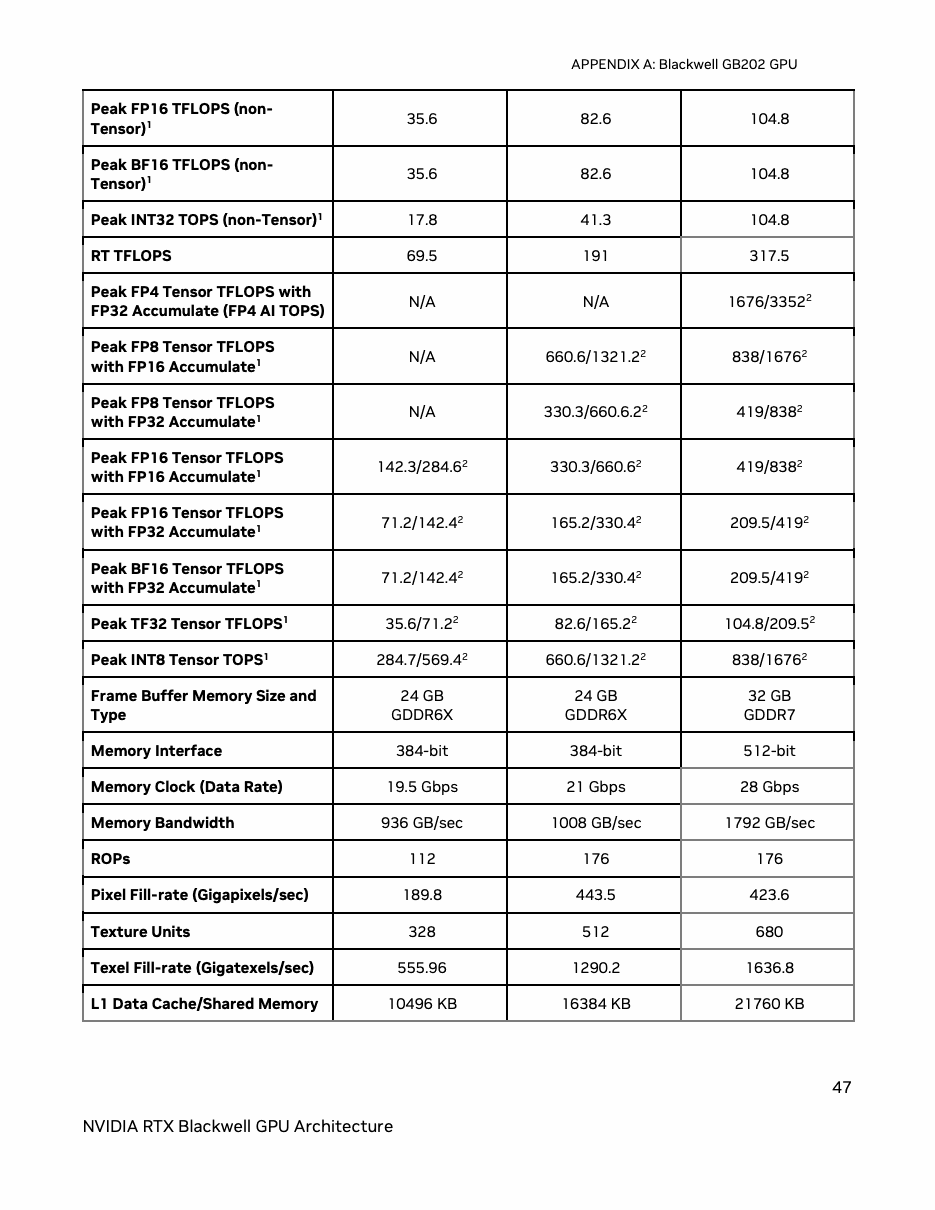 APPENDIX A: Blackwell GB202 GPU
Peak FP16 TFLOPS (non-
Tensor)¹ 35.6 82.6 104.8
Peak BF16 TFLOPS (non-
Tensor)¹ 35.6 82.6 104.8
Peak INT32 TOPS (non-Tensor)¹ 17.8 41.3 104.8
RT TFLOPS 69.5 191 317.5
Peak FP4 Tensor TFLOPS with
FP32 Accumulate (FP4 AI TOPS) N/A N/A 1676/3352²
Peak FP8 Tensor TFLOPS
with FP16 Accumulate¹ N/A 660.6/1321.2² 838/1676²
Peak FP8 Tensor TFLOPS
with FP32 Accumulate¹ N/A 330.3/660.6.2² 419/838²
Peak FP16 Tensor TFLOPS
with FP16 Accumulate¹ 142.3/284.6² 330.3/660.6² 419/838²
Peak FP16 Tensor TFLOPS
with FP32 Accumulate¹ 71.2/142.4² 165.2/330.4² 209.5/419²
Peak BF16 Tensor TFLOPS
with FP32 Accumulate¹ 71.2/142.4² 165.2/330.4² 209.5/419²
Peak TF32 Tensor TFLOPS¹ 35.6/71.2² 82.6/165.2² 104.8/209.5²
Peak INT8 Tensor TOPS¹ 284.7/569.4² 660.6/1321.2² 838/1676²
Frame Buffer Memory Size and 24 GB 24 GB 32 GB
Type GDDR6X GDDR6X GDDR7
Memory Interface 384-bit 384-bit 512-bit
Memory Clock (Data Rate) 19.5 Gbps 21 Gbps 28 Gbps
Memory Bandwidth 936 GB/sec 1008 GB/sec 1792 GB/sec
ROPs 112 176 176
Pixel Fill-rate (Gigapixels/sec) 189.8 443.5 423.6
Texture Units 328 512 680
Texel Fill-rate (Gigatexels/sec) 555.96 1290.2 1636.8
L1 Data Cache/Shared Memory 10496 KB 16384 KB 21760 KB
47
NVIDIA RTX Blackwell GPU Architecture